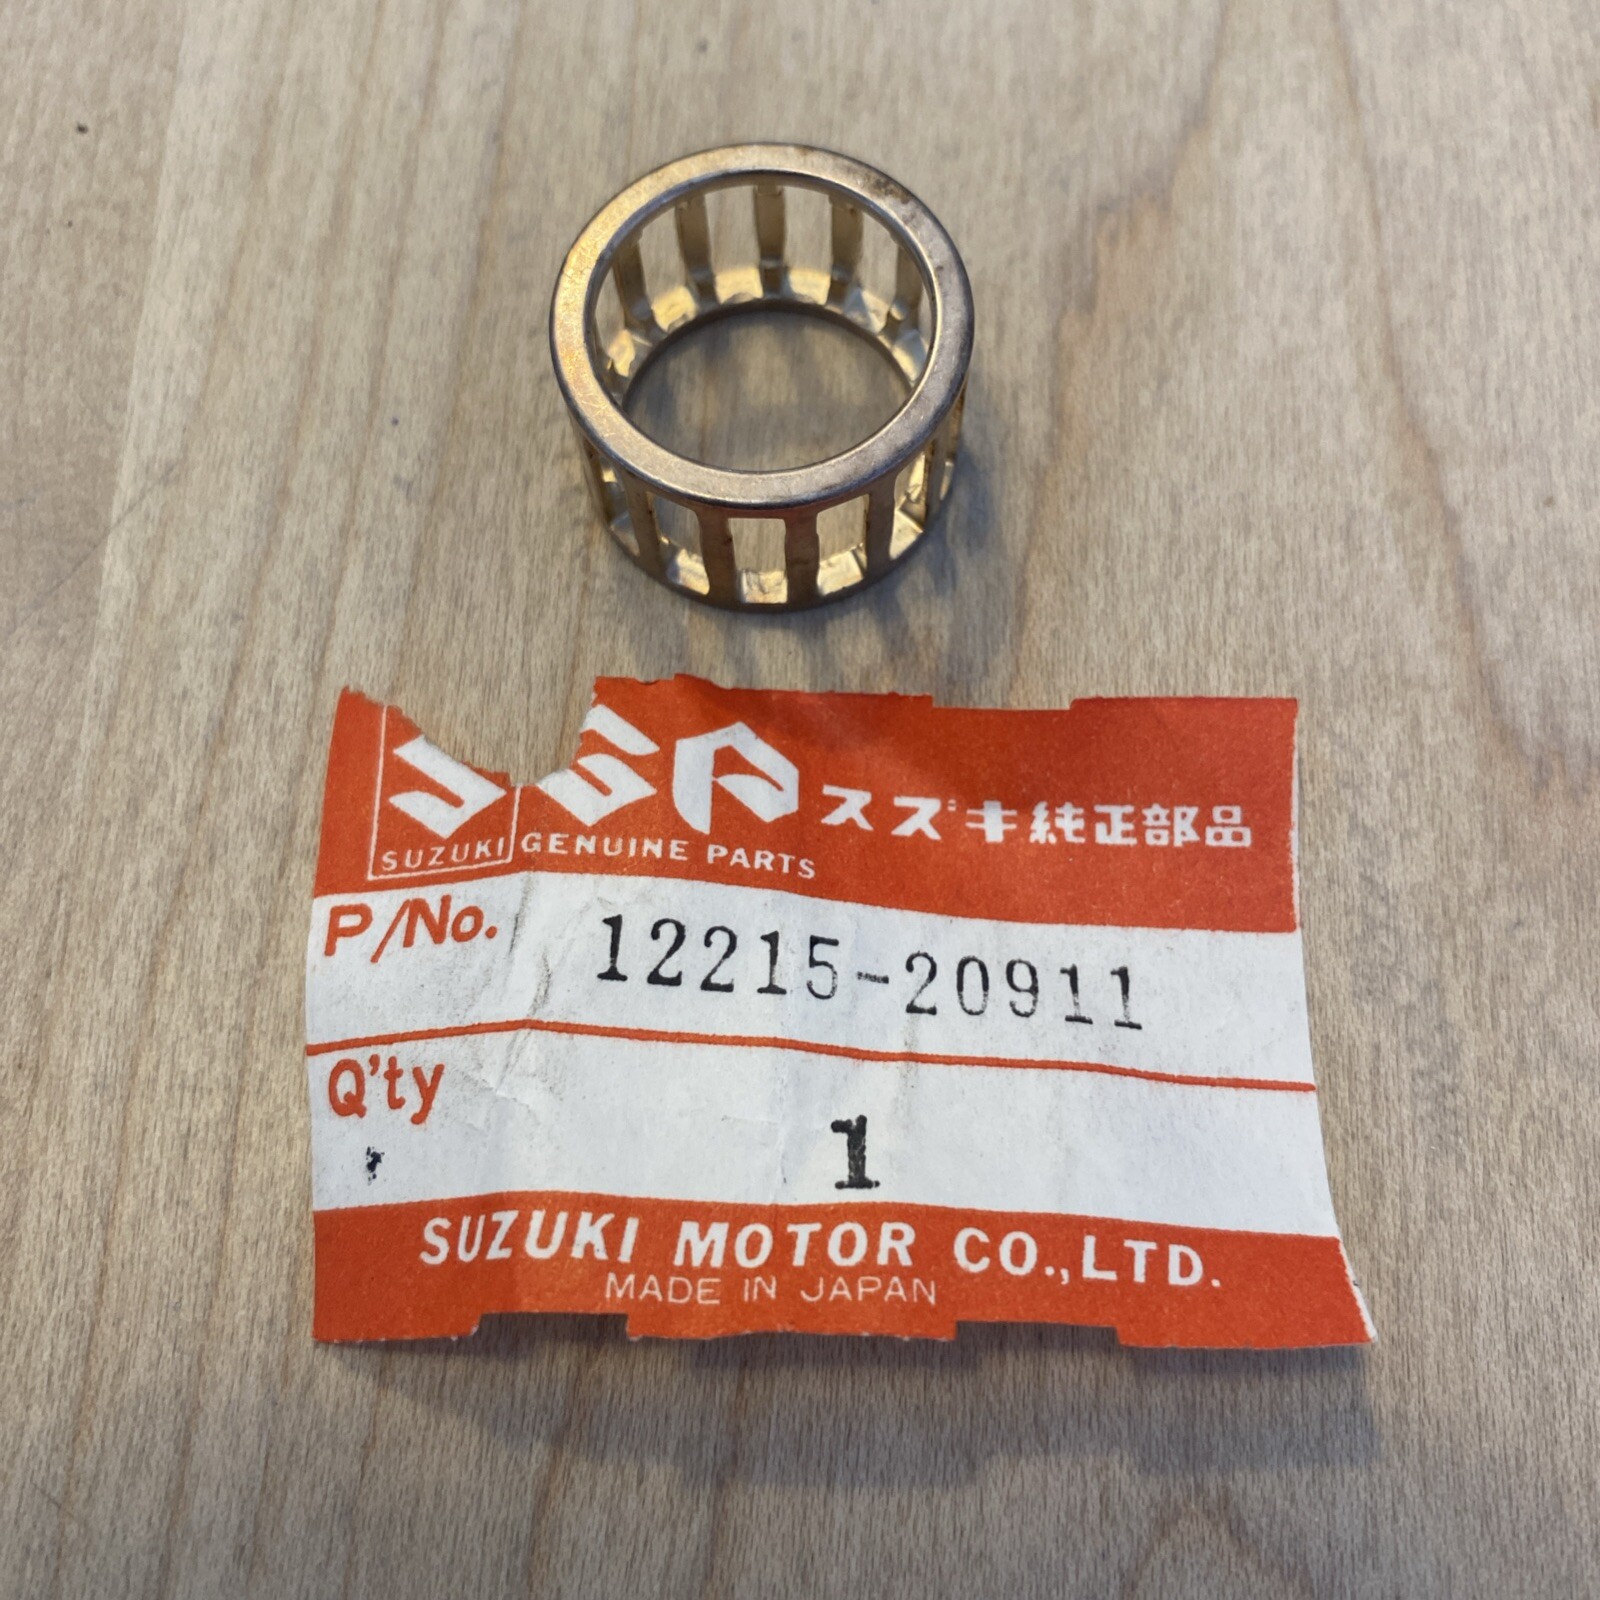 SUZUKI GENUINE PARTS スズキ純正部品
P/No. 12215-20911
Q'ty 1
SUZUKI MOTOR CO.,LTD.
MADE IN JAPAN